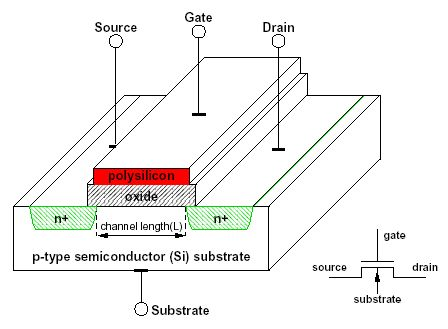 Gate
Source
Drain
polysilicon
oxide
n+
n+
channel length(L)
p-type semiconductor (Si) substrate
Substrate
gate
source
drain
substrate